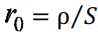 r₀ = ρ/S